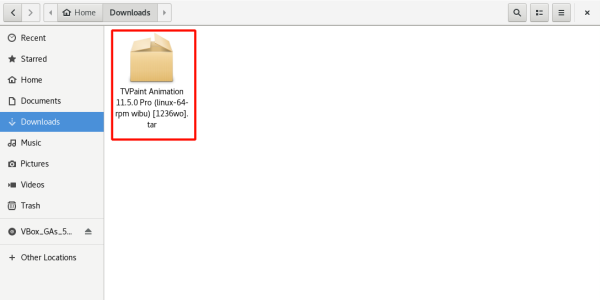 Home
Downloads
Recent
Starred
Home
Documents
Downloads
Music
Pictures
Videos
Trash
VBox_GAs_5...
Other Locations
TVPaint Animation
11.5.0 Pro (linux-64-
rpm wibu) [1236wo].
tar